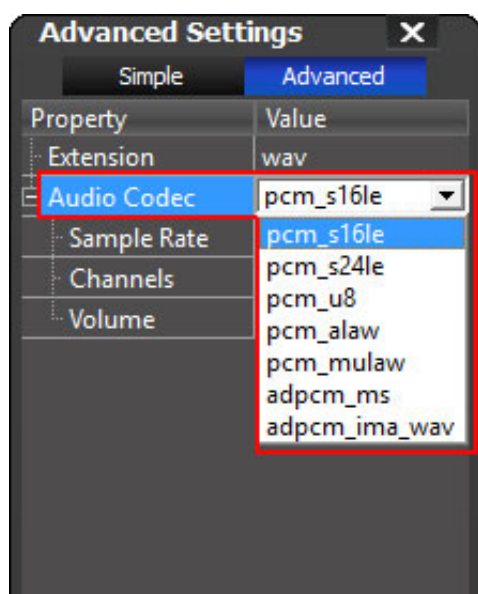 Advanced Settings X
Simple Advanced
Property Value
Extension wav
Audio Codec pcm_s16le
Sample Rate pcm_s16le
pcm_s24le
Channels pcm_u8
Volume pcm_alaw
pcm_mulaw
adpcm_ms
adpcm_ima_wav